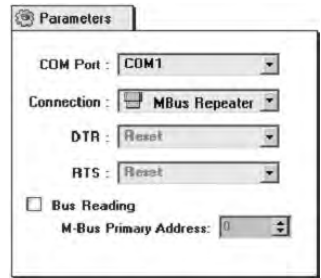 Parameters
COM Port : COM1
Connection : MBus Repeater
DTR : Reset
RTS : Reset
Bus Reading
M-Bus Primary Address: 0